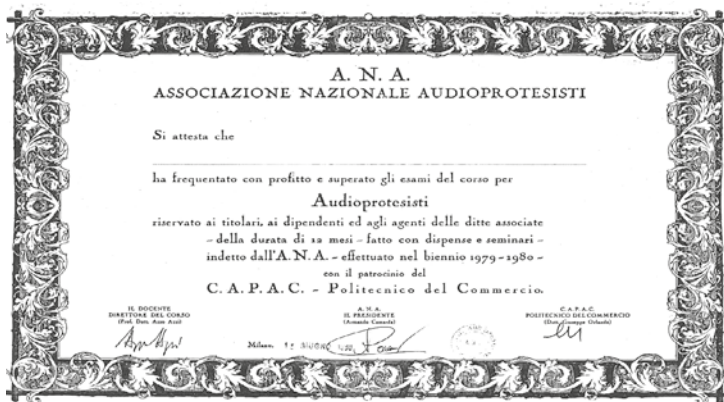 A. N. A.
ASSOCIAZIONE NAZIONALE AUDIOPROTESISTI
Si attesta che
ha frequentato con profitto e superato gli esami del corso per
Audioprotesisti
riservato ai titolari, ai dipendenti ed agli agenti delle ditte associate
- della durata di 12 mesi - fatto con dispense e seminari -
indetto dall'A. N. A. - effettuato nel biennio 1979-1980 -
con il patrocinio del
C. A. P. A. C. - Politecnico del Commercio.
IL DOCENTE
DIRETTORE DEL CORSO
A. N. A.
IL PRESIDENTE
C. A. P. A. C.
POLITECNICO DEL COMMERCIO
(Dott. Giuseppe Orlando)
Milano,